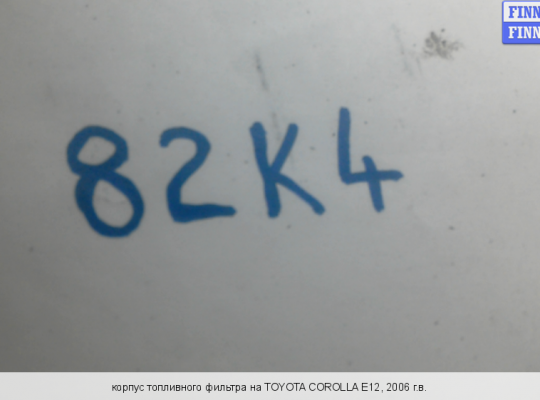 FINN
FINN
82K4
корпус топливного фильтра на TOYOTA COROLLA E12, 2006 г.в.